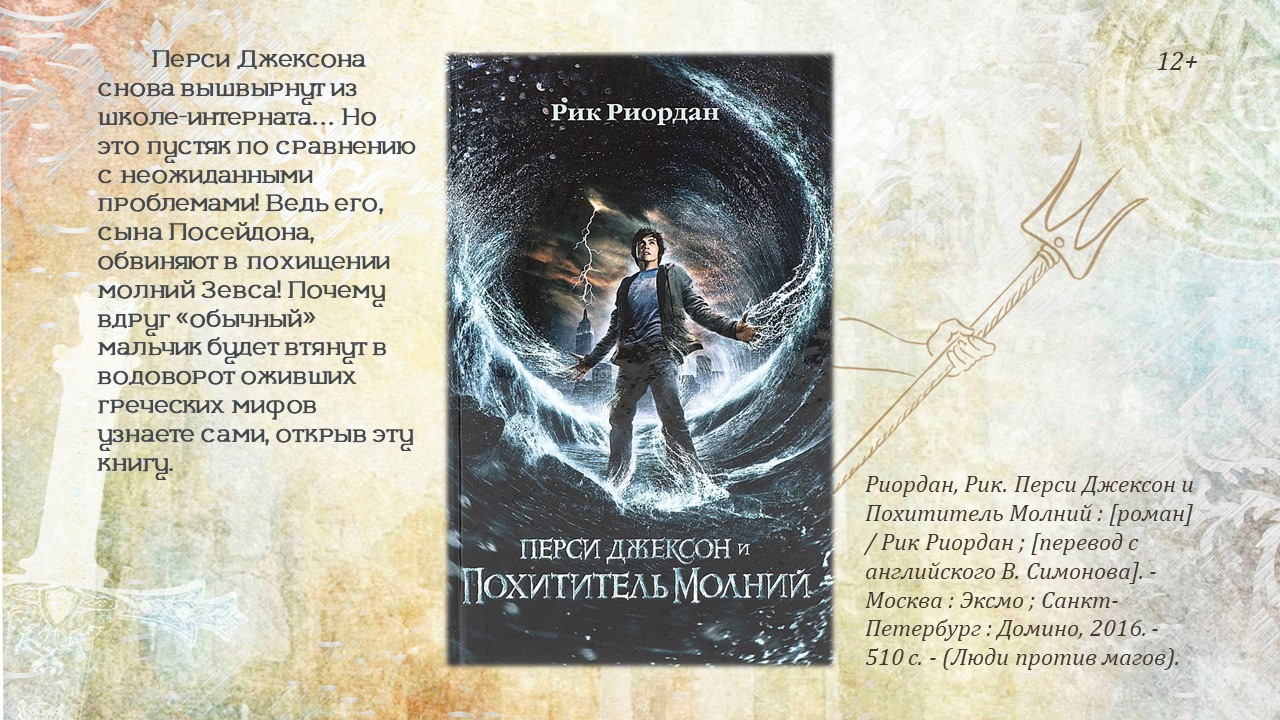 Перси Джексона
снова вышвырнут из
школе-интерната… Но
это пустяк по сравнению
с неожиданными
проблемами! Ведь его,
сына Посейдона,
обвиняют в похищении
молний Зевса! Почему
вдруг «обычный»
мальчик будет втянут в
водоворот оживших
греческих мифов
узнаете сами, открыв эту
книгу.
Рик Риордан
ПЕРСИ ДЖЕКСОН и
ПОХИТИТЕЛЬ МОЛНИЙ
12+
Риордан, Рик. Перси Джексон и
Похититель Молний : [роман]
/ Рик Риордан ; [перевод с
английского В. Симонова]. -
Москва : Эксмо ; Санкт-
Петербург : Домино, 2016. -
510 с. - (Люди против магов).